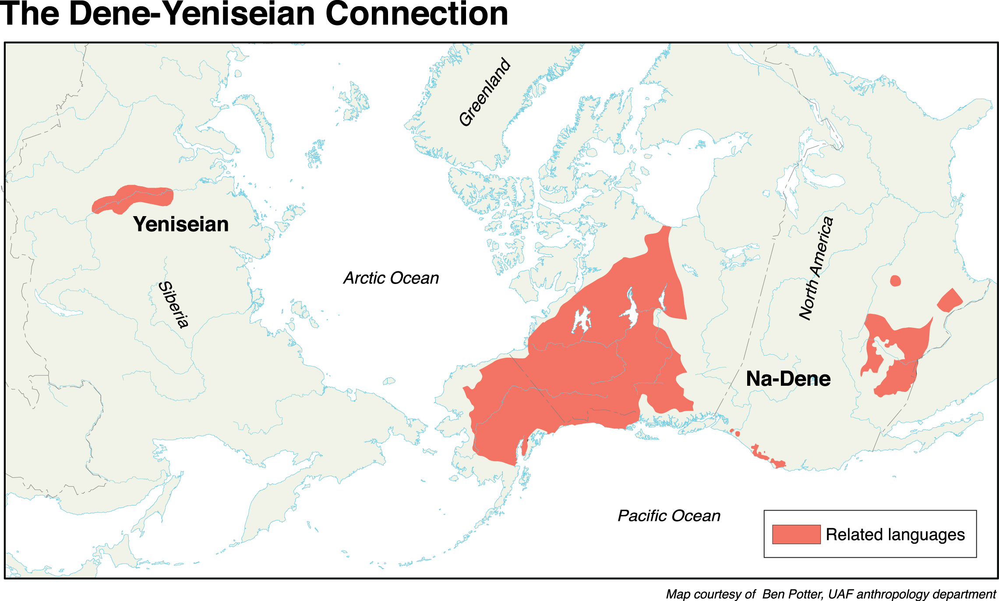 The Dene-Yeniseian Connection
Greenland
Yeniseian
Arctic Ocean
Siberia
North America
Na-Dene
Pacific Ocean
Related languages
Map courtesy of Ben Potter, UAF anthropology department